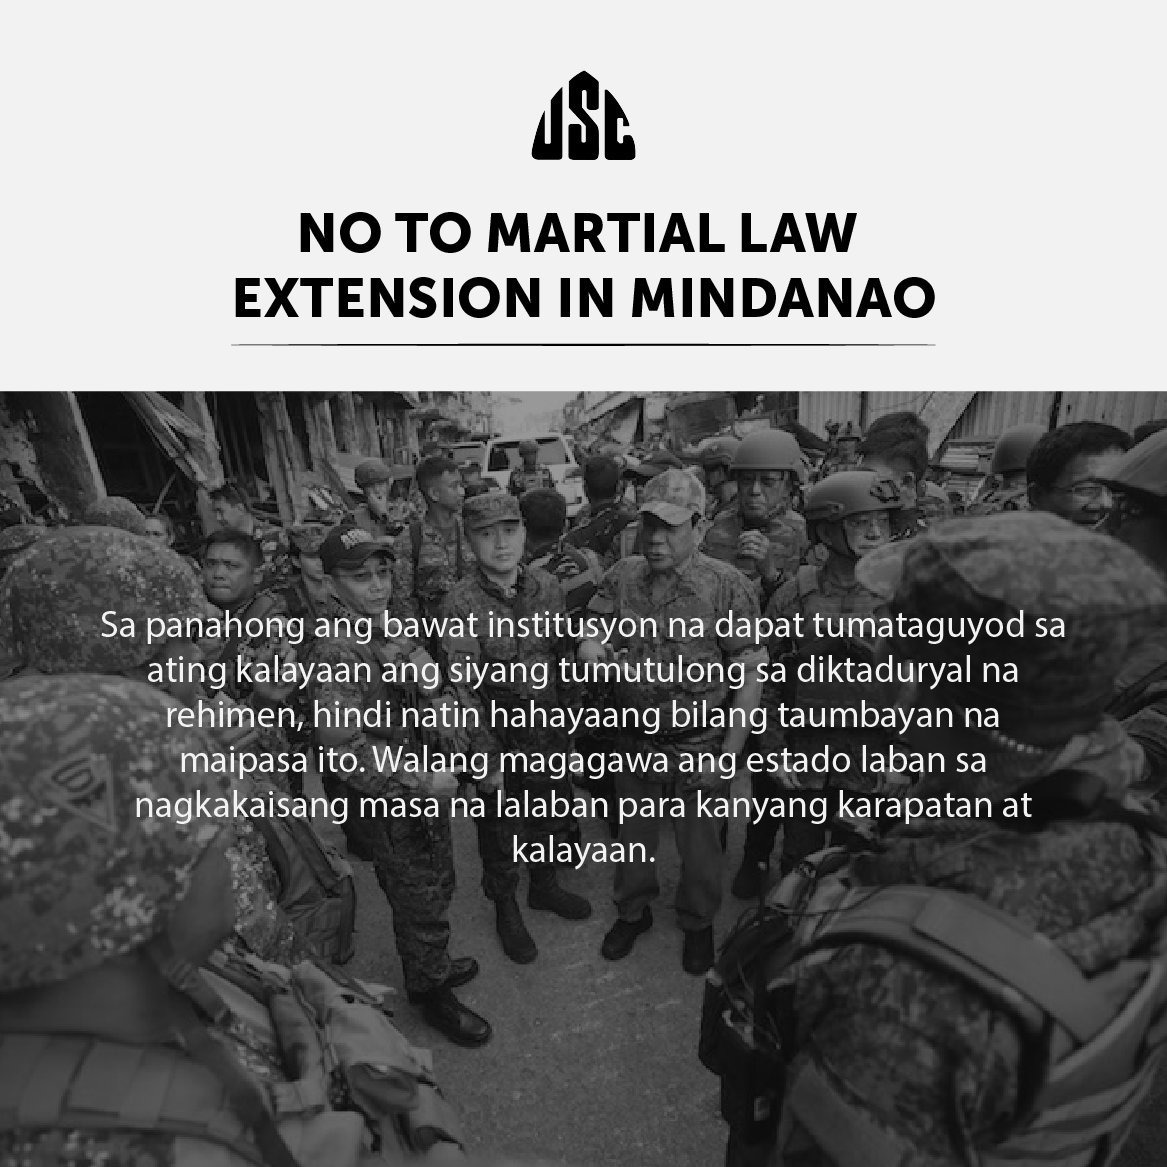 USC
NO TO MARTIAL LAW
EXTENSION IN MINDANAO
Sa panahong ang bawat institusyon na dapat tumataguyod sa
ating kalayaan ang siyang tumutulong sa diktaduryal na
rehimen, hindi natin hahayaang bilang taumbayan na
maipasa ito. Walang magagawa ang estado laban sa
nagkakaisang masa na lalaban para kanyang karapatan at
kalayaan.